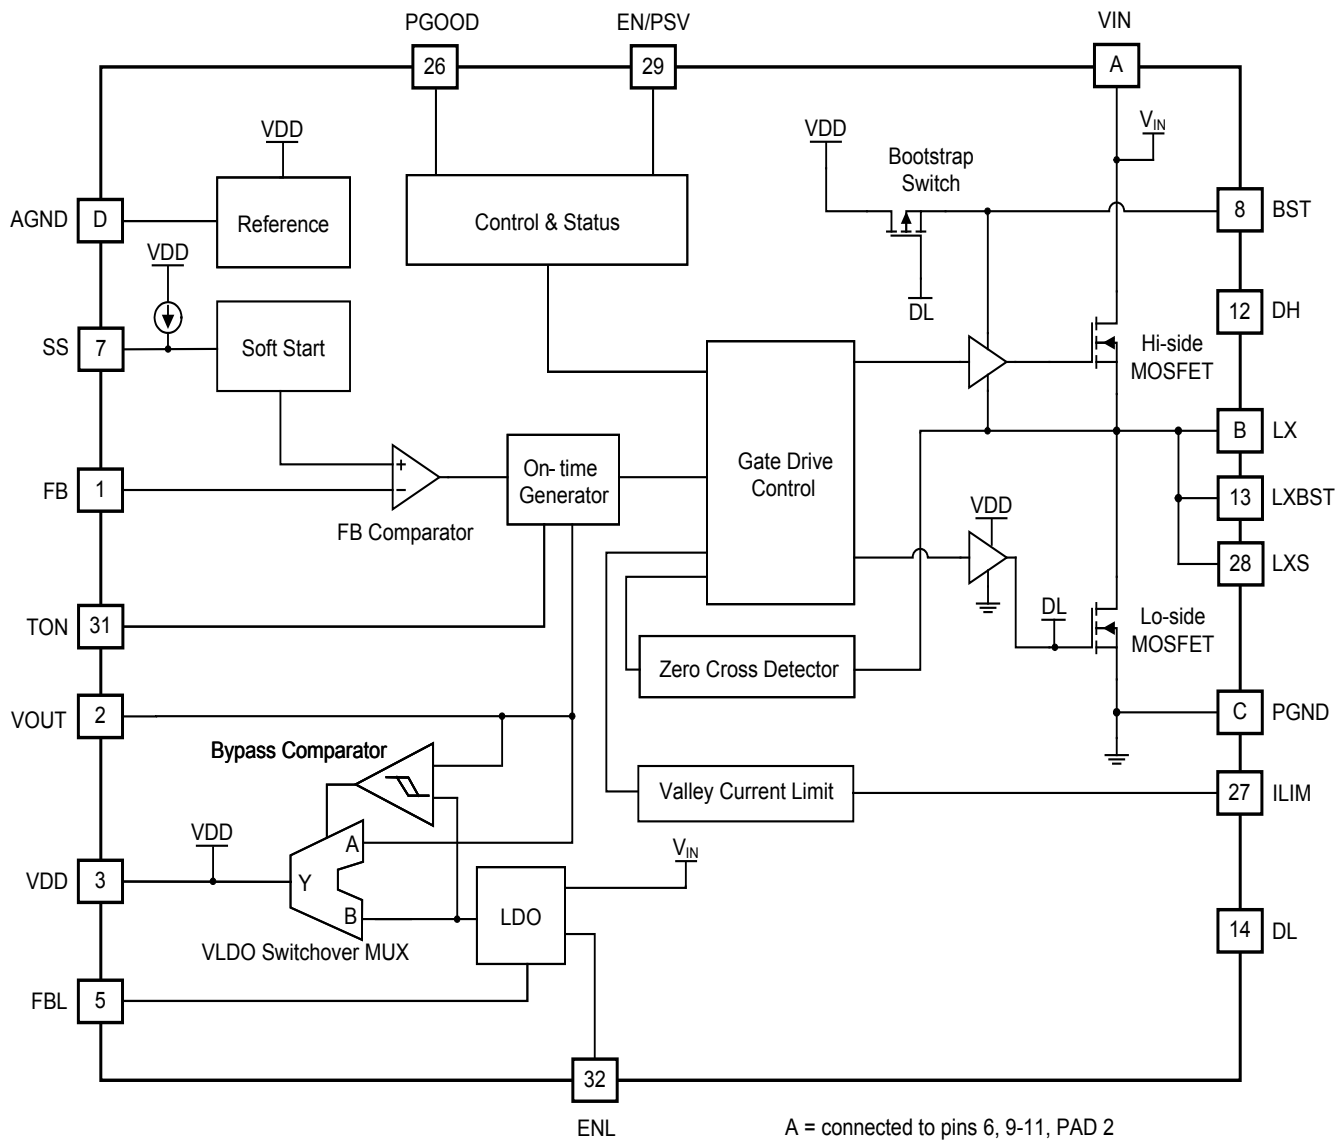 PGOOD
EN/PSV
VIN
26
29
A
VDD
VDD
V_IN
Bootstrap
Switch
AGND
D
Reference
Control & Status
8
BST
VDD
DL
12
DH
SS
7
Soft Start
Hi-side
MOSFET
B
LX
+
−
On- time
Generator
Gate Drive
Control
FB
1
FB Comparator
13
LXBST
VDD
28
LXS
TON
31
DL
Lo-side
MOSFET
Zero Cross Detector
VOUT
2
C
PGND
Bypass Comparator
Valley Current Limit
27
ILIM
VDD
A
V_IN
VDD
3
Y
B
LDO
VLDO Switchover MUX
14
DL
FBL
5
32
ENL
A = connected to pins 6, 9-11, PAD 2